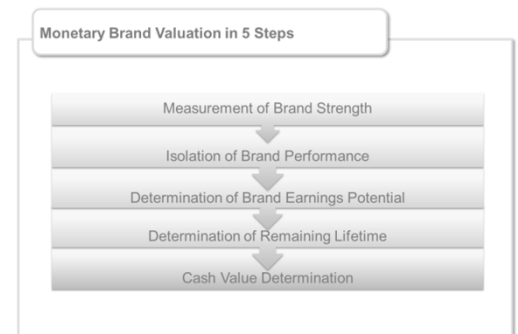 Monetary Brand Valuation in 5 Steps
Measurement of Brand Strength
Isolation of Brand Performance
Determination of Brand Earnings Potential
Determination of Remaining Lifetime
Cash Value Determination